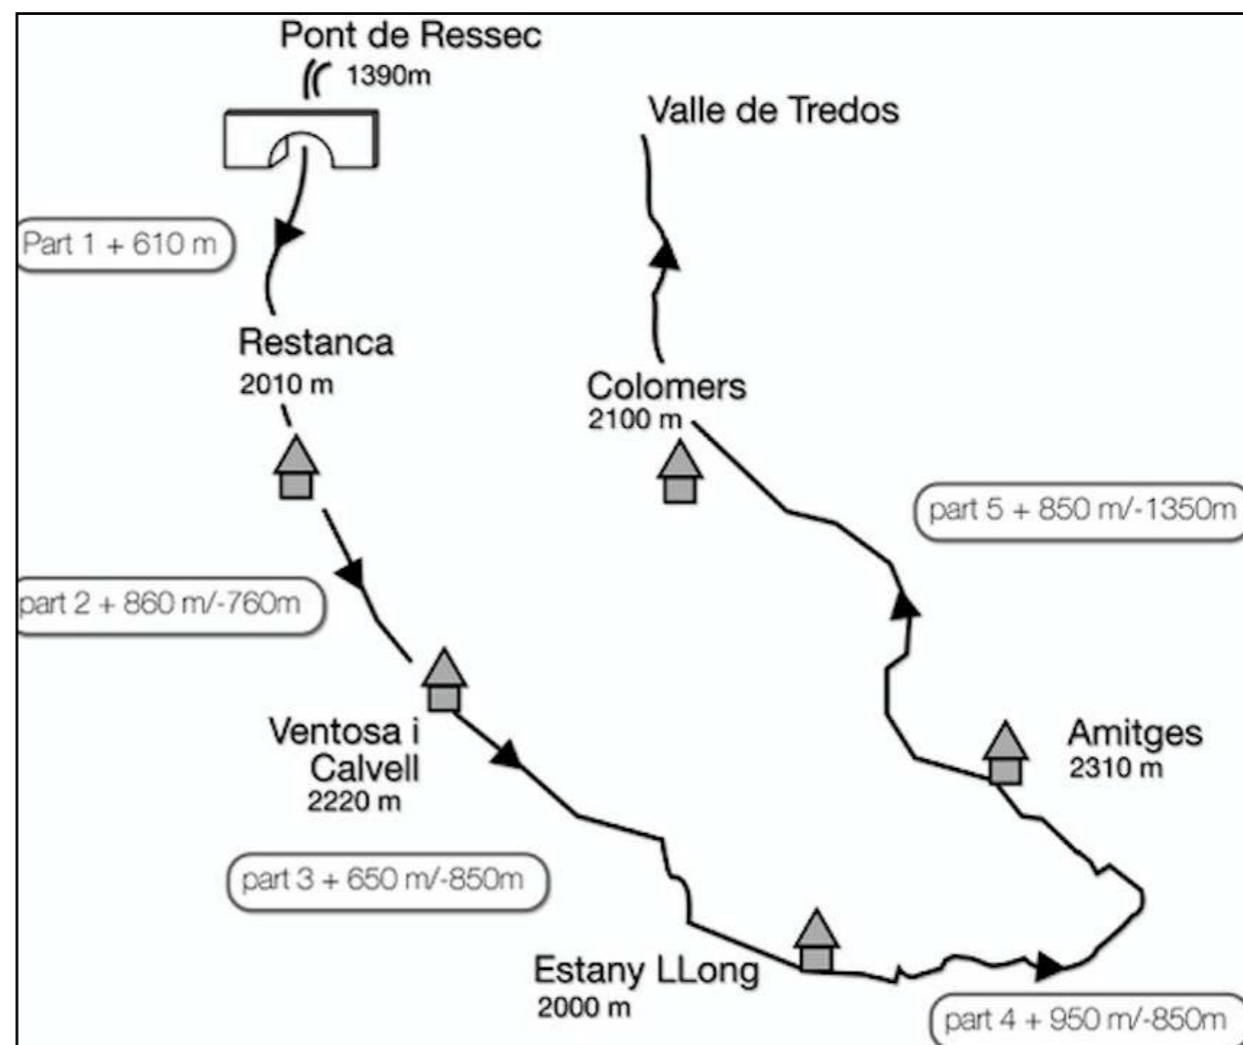 Pont de Ressec
1390m
Valle de Tredos
Part 1 + 610 m
Restanca
2010 m
Colomers
2100 m
part 5 + 850 m/-1350m
part 2 + 860 m/-760m
Ventosa i
Calvell
2220 m
Amitges
2310 m
part 3 + 650 m/-850m
Estany LLong
2000 m
part 4 + 950 m/-850m